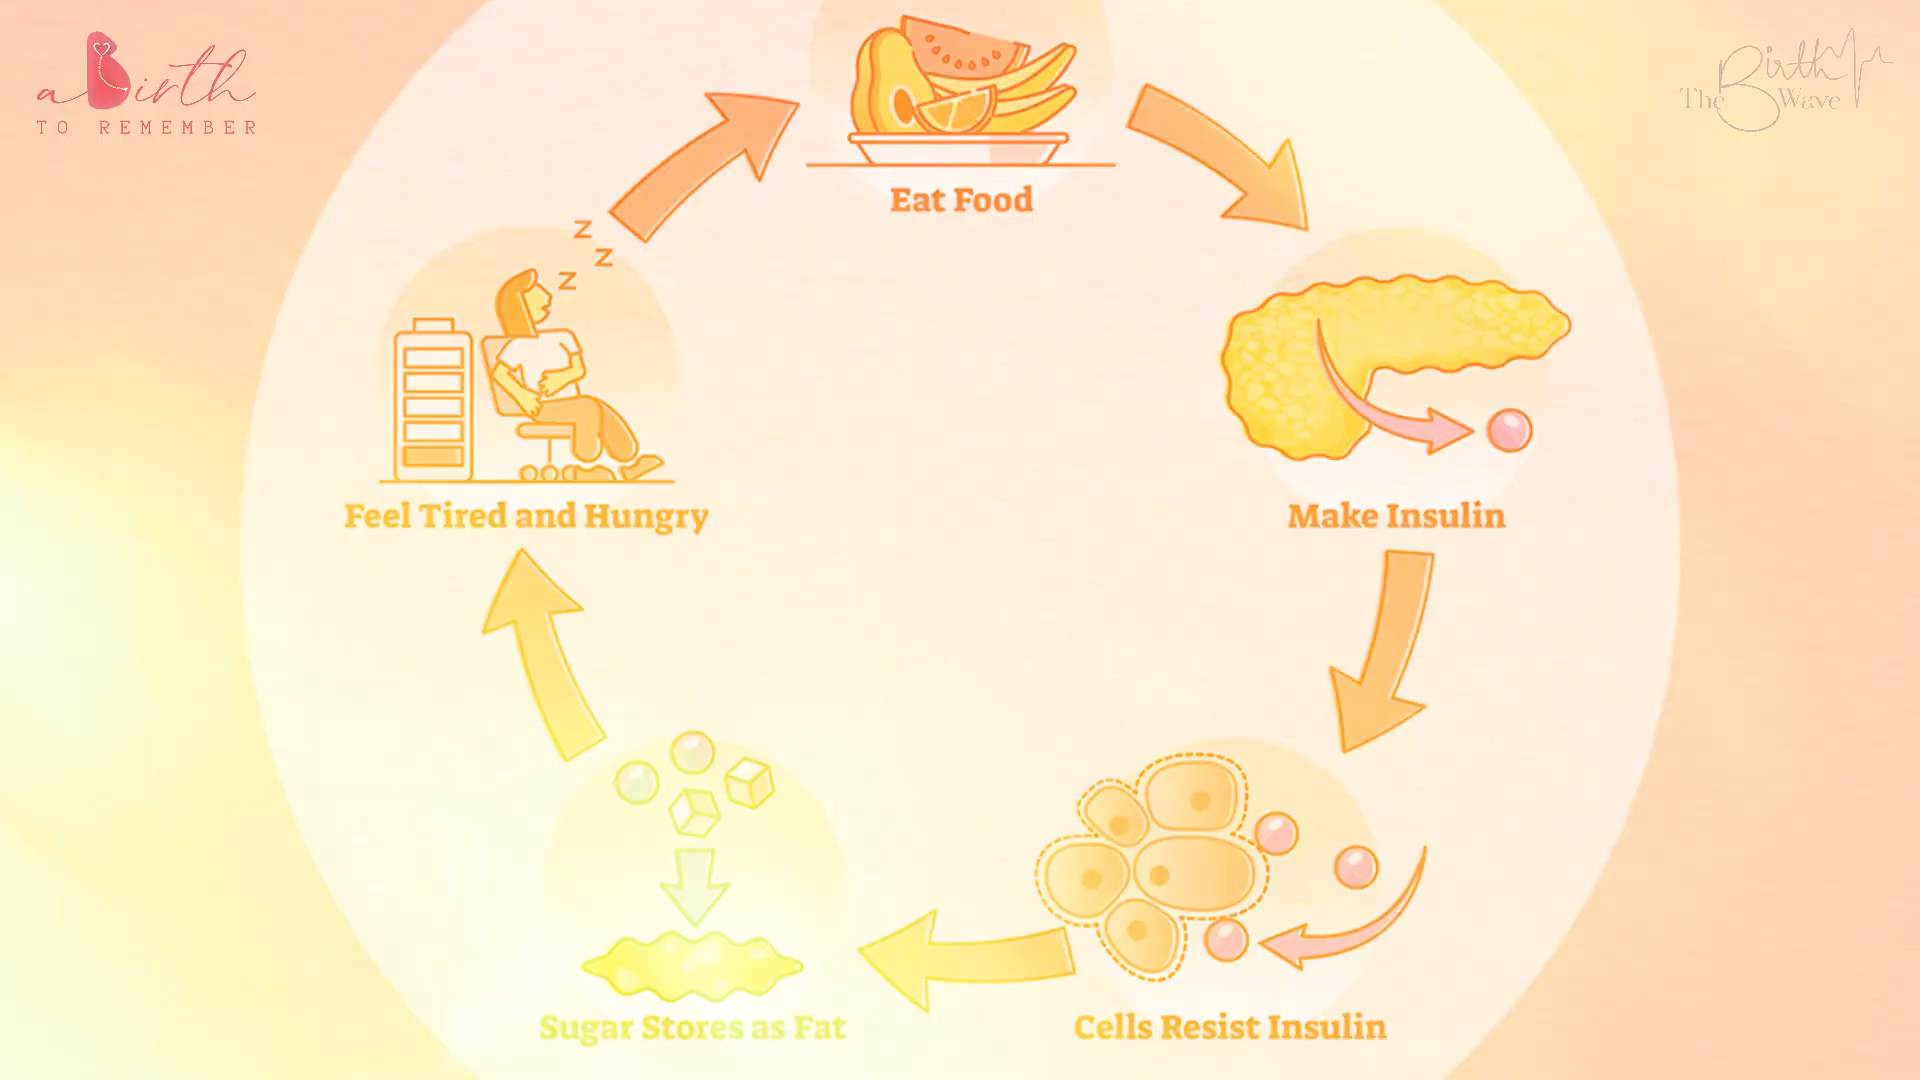 a Birth
TO REMEMBER
The Birth Wave
Eat Food
z
z
z
Feel Tired and Hungry
Make Insulin
Sugar Stores as Fat
Cells Resist Insulin